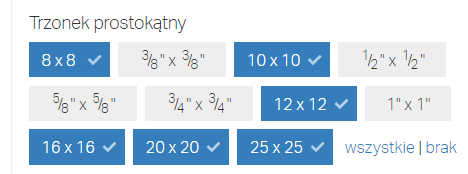 Trzonek prostokątny
8 x 8 ⅜" x ⅜" 10 x 10 ½" x ½"
⅝" x ⅝" ¾" x ¾" 12 x 12 1" x 1"
16 x 16 20 x 20 25 x 25 wszystkie | brak